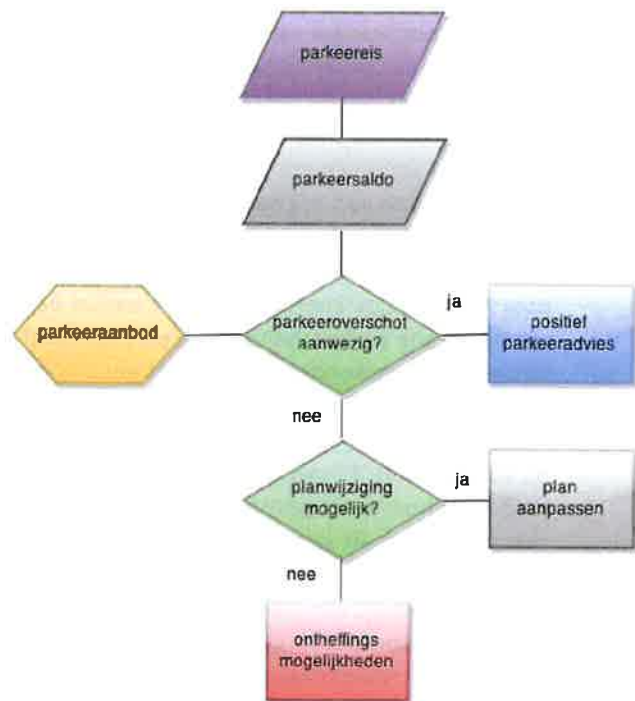 parkeereis
parkeersaldo
parkeeraanbod
parkeeroverschot
aanwezig?
ja
positief
parkeeradvies
nee
planwijziging
mogelijk?
ja
plan
aanpassen
nee
ontheffings
mogelijkheden